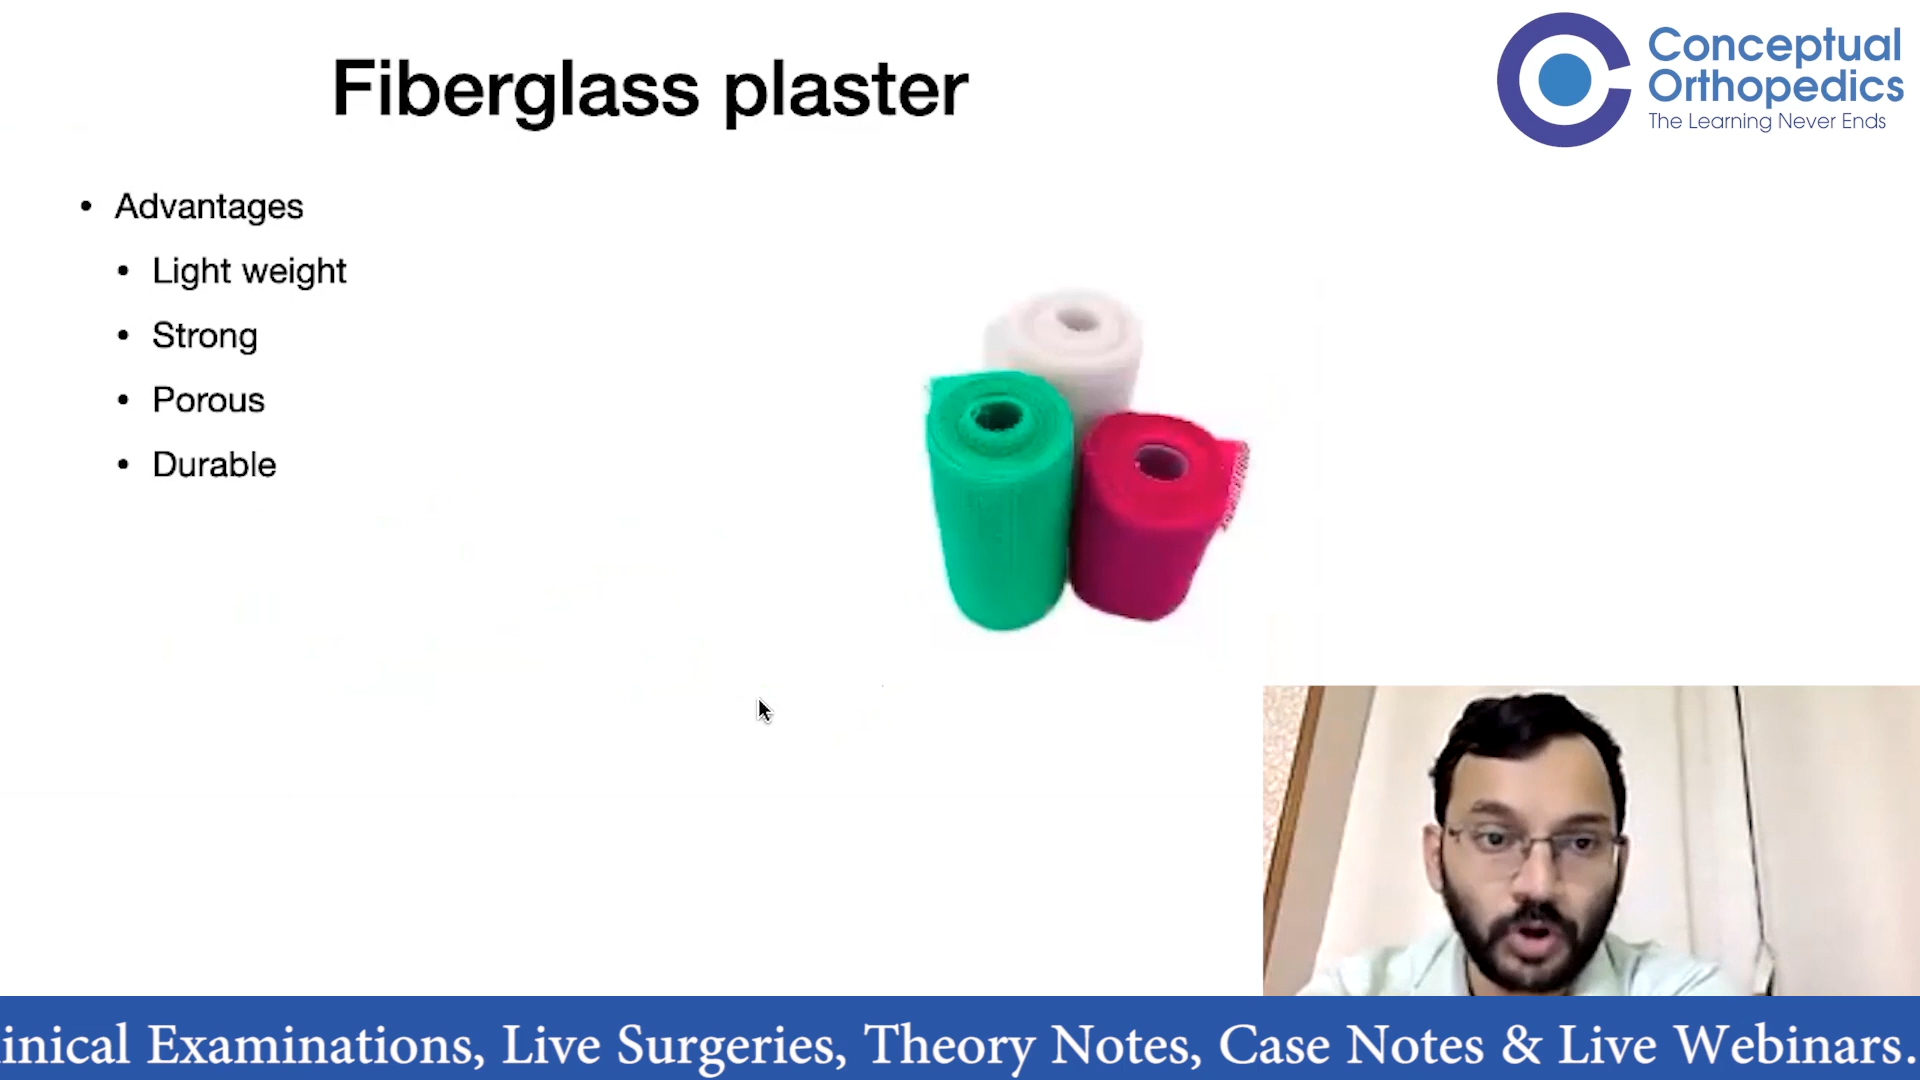 Fiberglass plaster
Conceptual
Orthopedics
The Learning Never Ends
• Advantages
• Light weight
• Strong
• Porous
• Durable
inical Examinations, Live Surgeries, Theory Notes, Case Notes & Live Webinars.